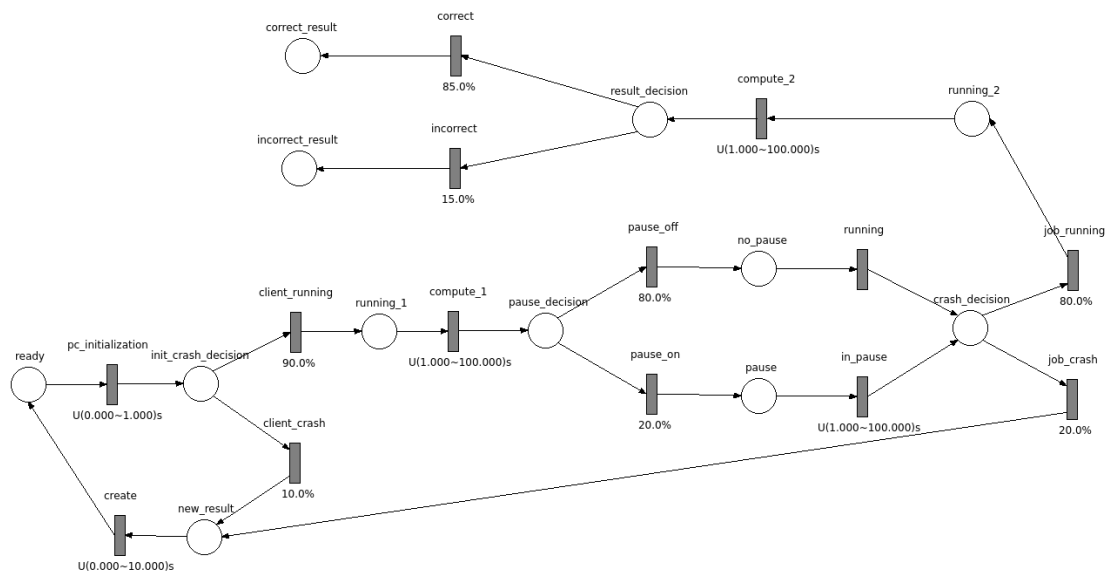 correct
correct_result
85.0%
compute_2
result_decision
running_2
incorrect
incorrect_result
U(1.000~100.000)s
15.0%
pause_off
no_pause
running
job_running
80.0%
80.0%
client_running
running_1
compute_1
pause_decision
crash_decision
ready
pc_initialization
init_crash_decision
90.0%
U(1.000~100.000)s
pause_on
pause
in_pause
job_crash
U(0.000~1.000)s
20.0%
U(1.000~100.000)s
20.0%
client_crash
10.0%
create
new_result
U(0.000~10.000)s